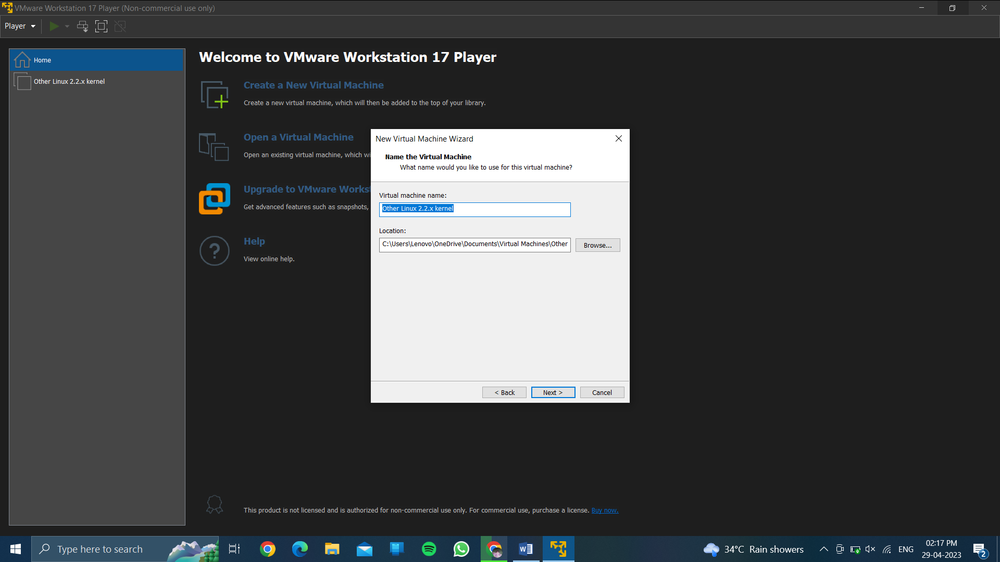 VMware Workstation 17 Player (Non-commercial use only)
Player
Home
Other Linux 2.2.x kernel
Welcome to VMware Workstation 17 Player
Create a New Virtual Machine
Create a new virtual machine, which will then be added to the top of your library.
Open a Virtual Machine
Open an existing virtual machine, which wi
Upgrade to VMware Workst
Get advanced features such as snapshots,
Help
View online help.
New Virtual Machine Wizard
Name the Virtual Machine
What name would you like to use for this virtual machine?
Virtual machine name:
Other Linux 2.2.x kernel
Location:
C:\Users\Lenovo\OneDrive\Documents\Virtual Machines\Other
Browse...
< Back
Next >
Cancel
This product is not licensed and is authorized for non-commercial use only. For commercial use, purchase a license. Buy now.
Type here to search
34°C Rain showers
ENG
02:17 PM
29-04-2023
2